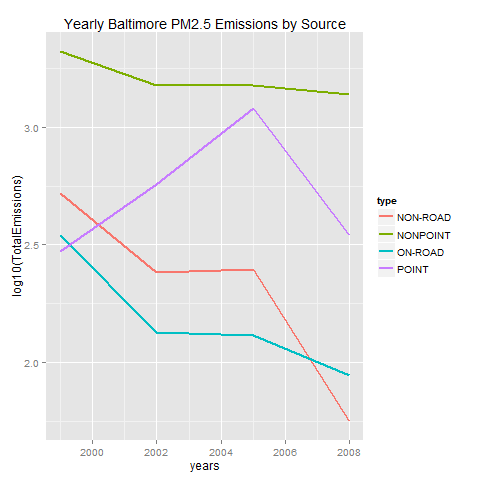 Yearly Baltimore PM2.5 Emissions by Source
log10(TotalEmissions)
3.0
2.5
2.0
2000
2002
2004
2006
2008
years
type
NON-ROAD
NONPOINT
ON-ROAD
POINT